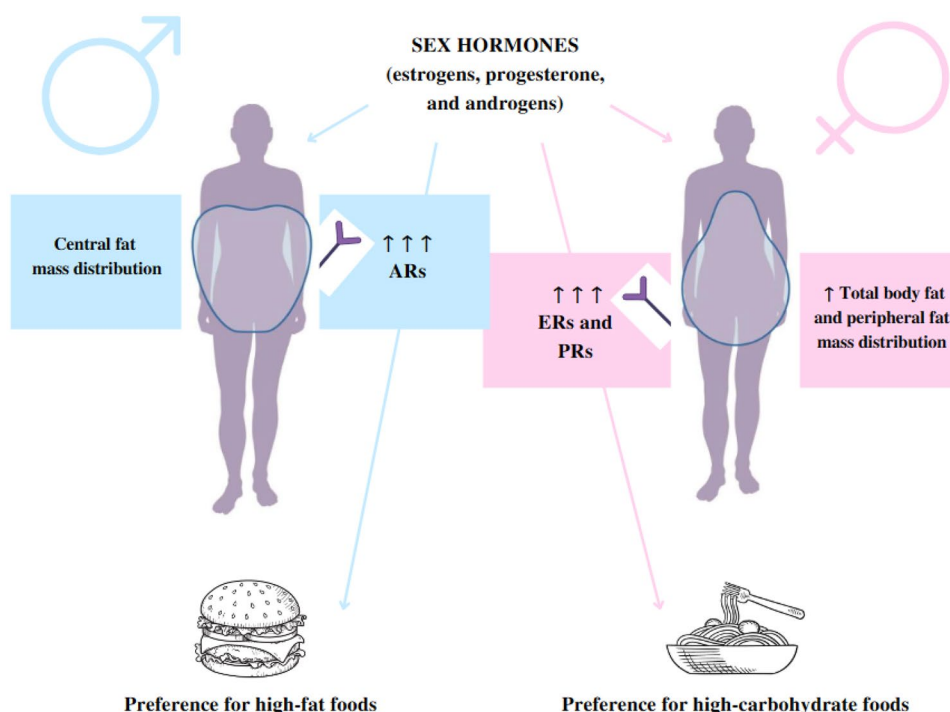 SEX HORMONES
(estrogens, progesterone,
and androgens)
Central fat
mass distribution
↑ ↑ ↑
ARs
↑ ↑ ↑
ERs and
PRs
↑ Total body fat
and peripheral fat
mass distribution
Preference for high-fat foods
Preference for high-carbohydrate foods